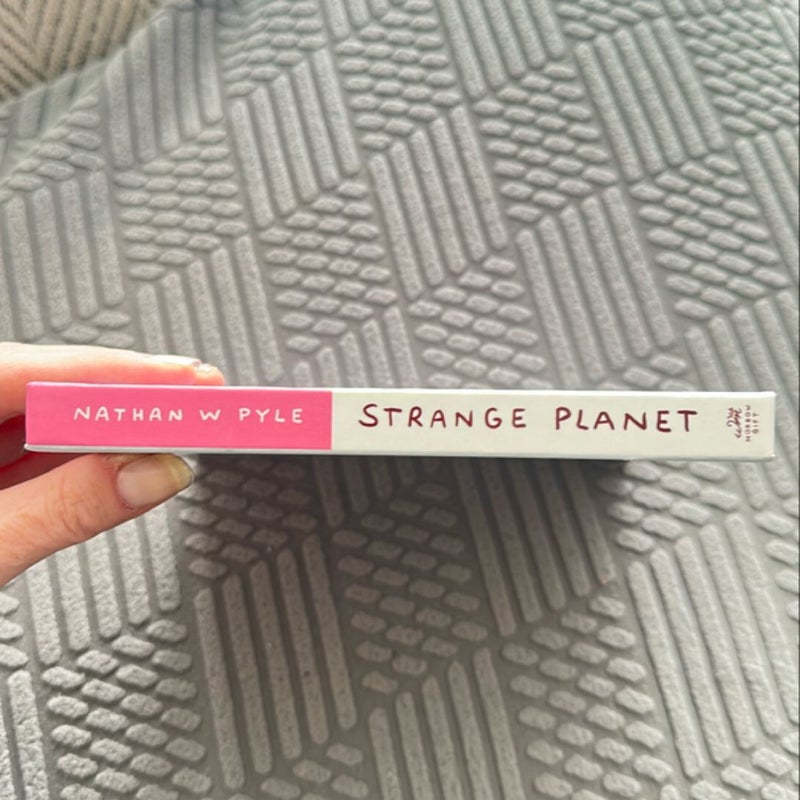 NATHAN W PYLE
STRANGE PLANET
MORROW
GIFT